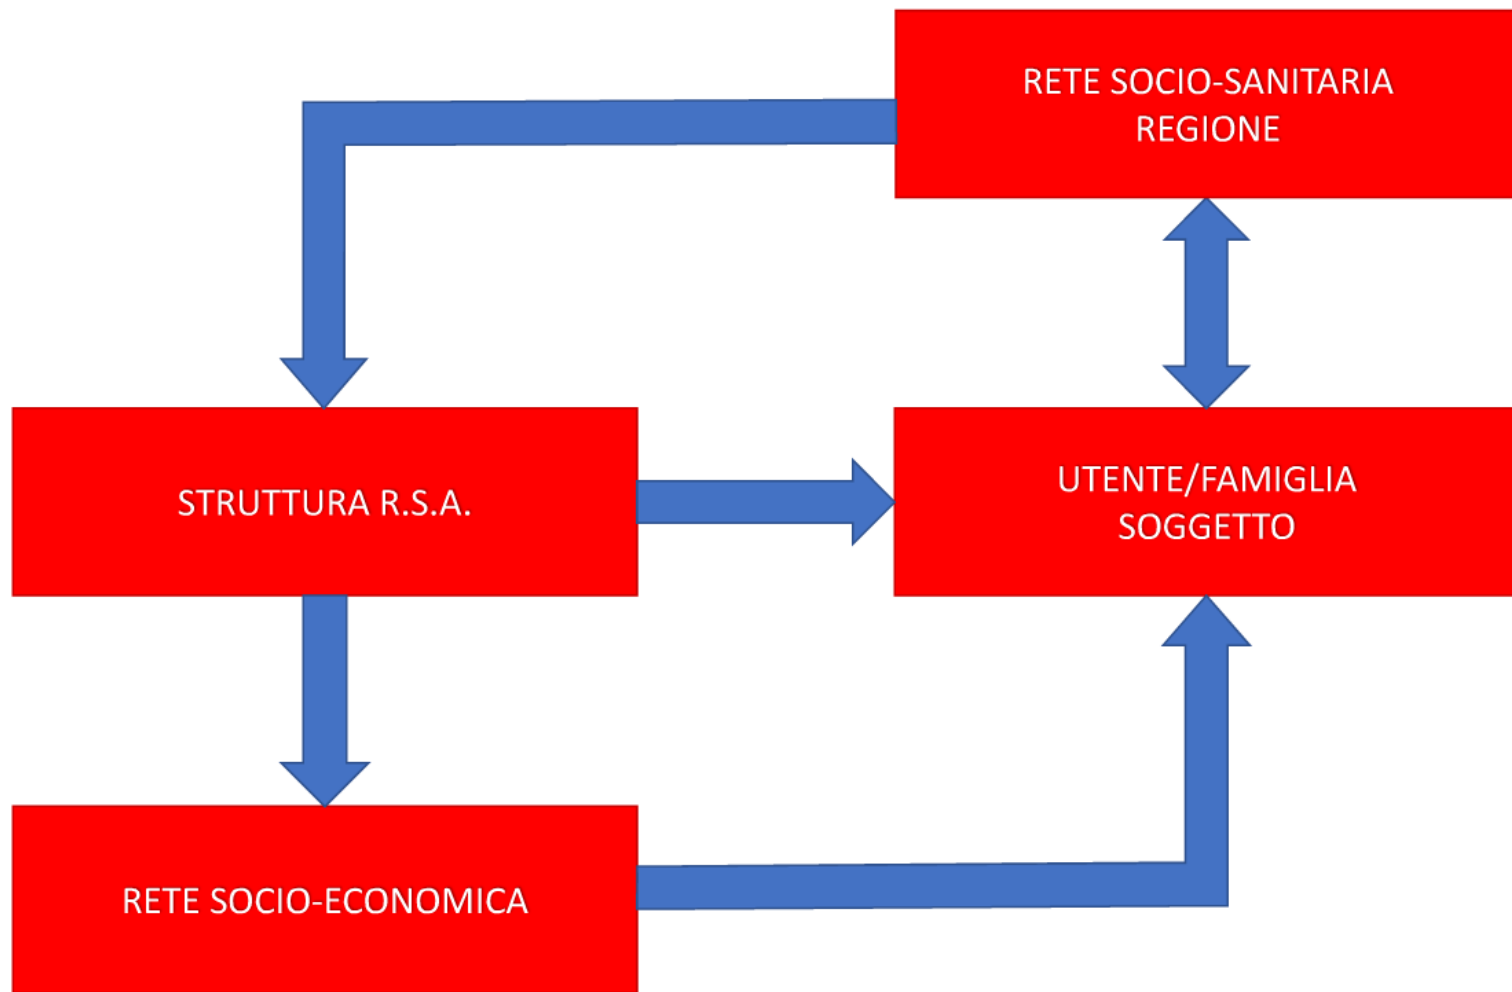 RETE SOCIO-SANITARIA
REGIONE
STRUTTURA R.S.A.
UTENTE/FAMIGLIA
SOGGETTO
RETE SOCIO-ECONOMICA